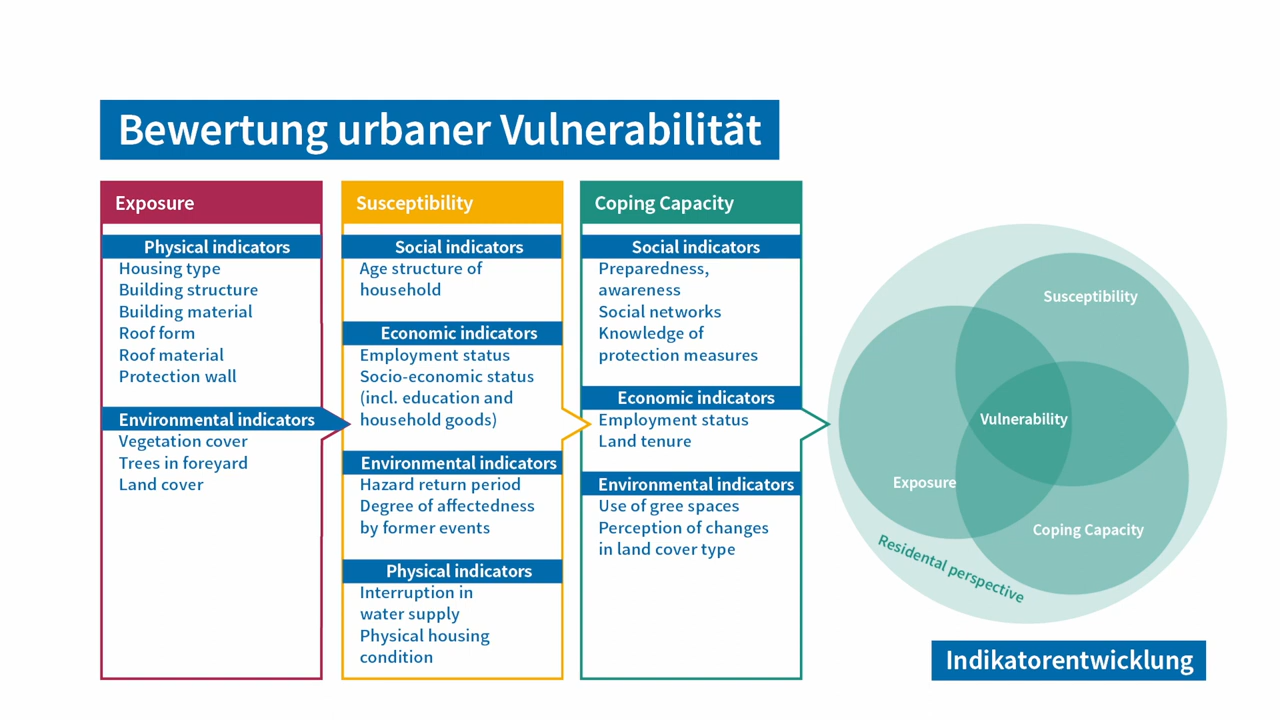 Bewertung urbaner Vulnerabilität
Exposure
Physical indicators
Housing type
Building structure
Building material
Roof form
Roof material
Protection wall
Environmental indicators
Vegetation cover
Trees in foreyard
Land cover
Susceptibility
Social indicators
Age structure of
household
Economic indicators
Employment status
Socio-economic status
(incl. education and
household goods)
Environmental indicators
Hazard return period
Degree of affectedness
by former events
Physical indicators
Interruption in
water supply
Physical housing
condition
Coping Capacity
Social indicators
Preparedness,
awareness
Social networks
Knowledge of
protection measures
Economic indicators
Employment status
Land tenure
Environmental indicators
Use of gree spaces
Perception of changes
in land cover type
Susceptibility
Vulnerability
Exposure
Coping Capacity
Residental perspective
Indikatorentwicklung